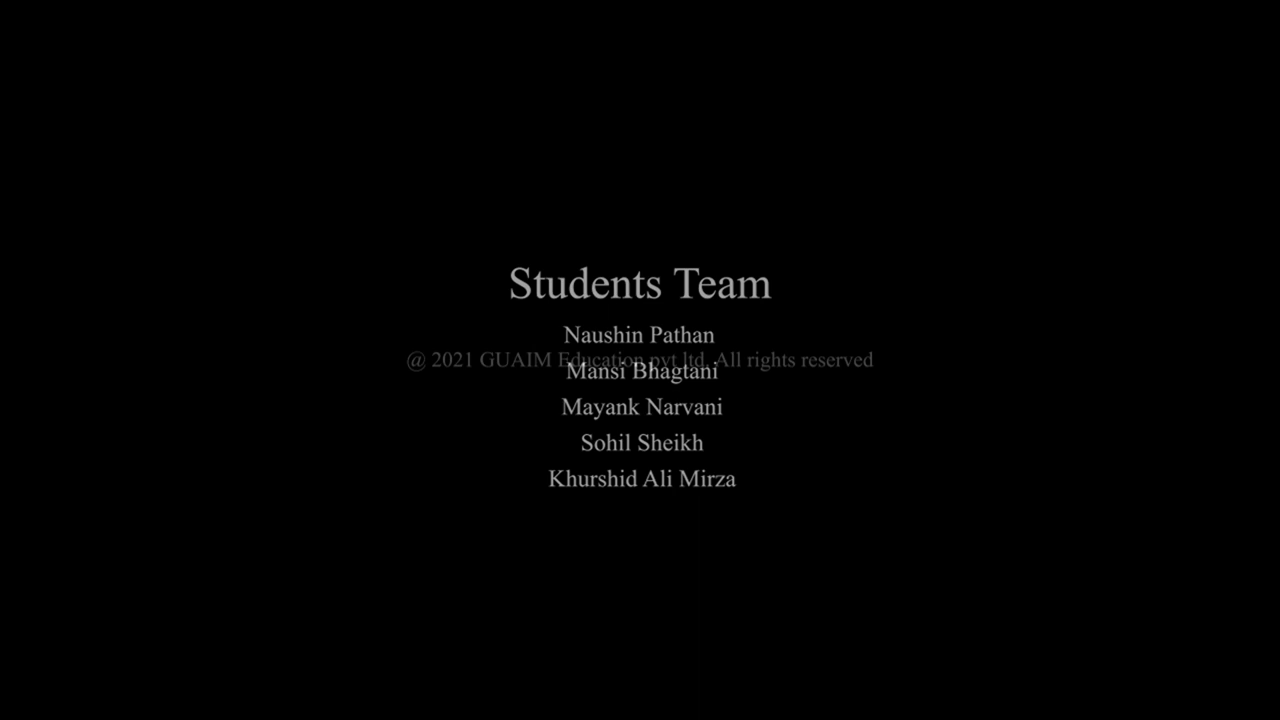 Students Team
Naushin Pathan
@ 2021 GUAIM Education pvt ltd. All rights reserved
Mansi Bhagtani
Mayank Narvani
Sohil Sheikh
Khurshid Ali Mirza